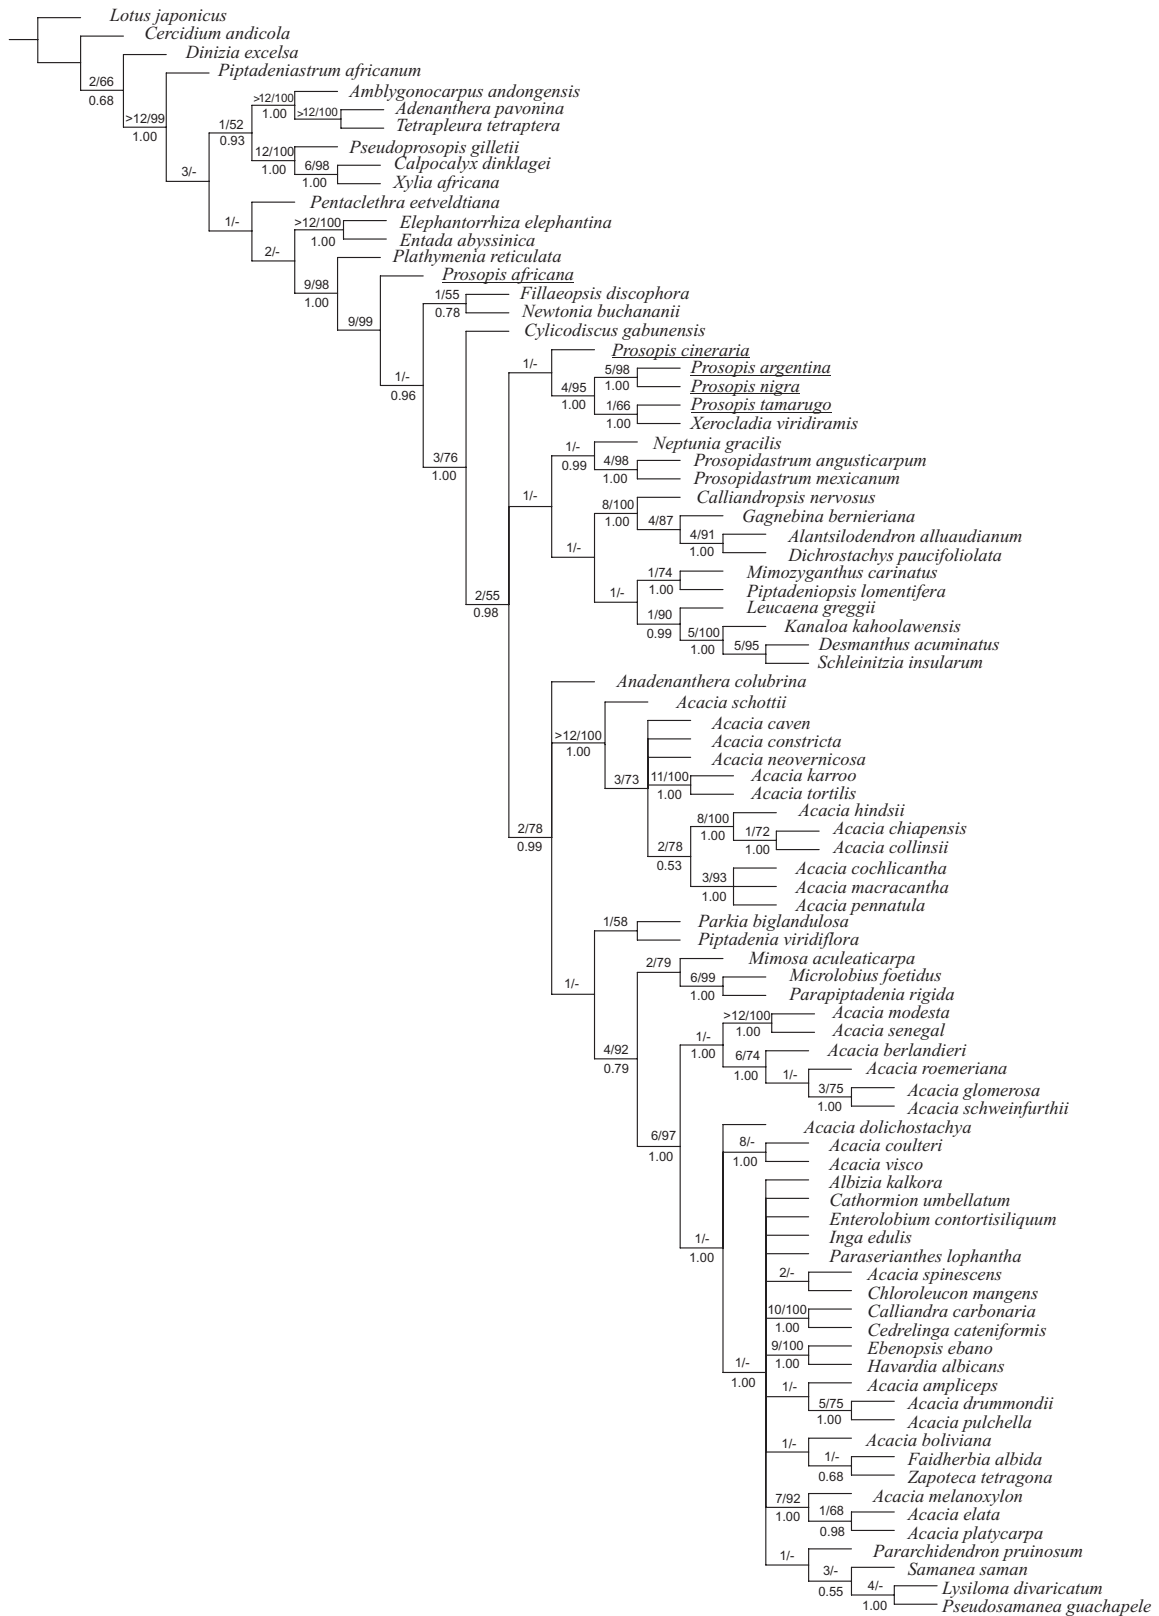 Lotus japonicus
Cercidium andicola
Dinizia excelsa
2/66
0.68
Piptadeniastrum africanum
>12/99
1.00
Amblygonocarpus andongensis
>12/100
1.00
Adenanthera pavonina
>12/100
Tetrapleura tetraptera
1/52
0.93
Pseudoprosopis gilletii
12/100
1.00
Calpocalyx dinklagei
6/98
1.00
Xylia africana
3/-
Pentaclethra eetveldtiana
1/-
Elephantorrhiza elephantina
>12/100
1.00
Entada abyssinica
2/-
Plathymenia reticulata
9/98
1.00
Prosopis africana
9/99
Fillaeopsis discophora
1/55
0.78
Newtonia buchananii
1/-
0.96
Cylicodiscus gabunensis
3/76
1.00
Prosopis cineraria
1/-
Prosopis argentina
5/98
1.00
Prosopis nigra
4/95
1.00
Prosopis tamarugo
1/66
1.00
Xerocladia viridiramis
Neptunia gracilis
1/-
0.99
Prosopidastrum angusticarpum
4/98
1.00
Prosopidastrum mexicanum
1/-
Calliandropsis nervosus
8/100
1.00
Gagnebina bernieriana
4/87
Alantsilodendron alluaudianum
4/91
1.00
Dichrostachys paucifoliolata
1/-
Mimozyganthus carinatus
1/74
1.00
Piptadeniopsis lomentifera
1/-
Leucaena greggii
1/90
0.99
Kanaloa kahoolawensis
5/100
1.00
Desmanthus acuminatus
5/95
Schleinitzia insularum
2/55
0.98
Anadenanthera colubrina
Acacia schottii
>12/100
1.00
Acacia caven
Acacia constricta
Acacia neovernicosa
3/73
Acacia karroo
11/100
1.00
Acacia tortilis
Acacia hindsii
8/100
1.00
Acacia chiapensis
1/72
1.00
Acacia collinsii
2/78
0.53
Acacia cochlicantha
3/93
1.00
Acacia macracantha
Acacia pennatula
2/78
0.99
Parkia biglandulosa
1/58
Piptadenia viridiflora
1/-
Mimosa aculeaticarpa
2/79
Microlobius foetidus
6/99
1.00
Parapiptadenia rigida
4/92
0.79
Acacia modesta
>12/100
1.00
Acacia senegal
1/-
1.00
Acacia berlandieri
6/74
1.00
Acacia roemeriana
1/-
Acacia glomerosa
3/75
1.00
Acacia schweinfurthii
6/97
1.00
Acacia dolichostachya
Acacia coulteri
8/-
1.00
Acacia visco
1/-
1.00
Albizia kalkora
Cathormion umbellatum
Enterolobium contortisiliquum
Inga edulis
Paraserianthes lophantha
Acacia spinescens
2/-
Chloroleucon mangens
Calliandra carbonaria
10/100
1.00
Cedrelinga cateniformis
Ebenopsis ebano
9/100
1.00
Havardia albicans
1/-
1.00
Acacia ampliceps
1/-
Acacia drummondii
5/75
1.00
Acacia pulchella
Acacia boliviana
1/-
Faidherbia albida
1/-
0.68
Zapoteca tetragona
Acacia melanoxylon
7/92
1.00
Acacia elata
1/68
0.98
Acacia platycarpa
Pararchidendron pruinosum
1/-
Samanea saman
3/-
0.55
Lysiloma divaricatum
4/-
1.00
Pseudosamanea guachapele